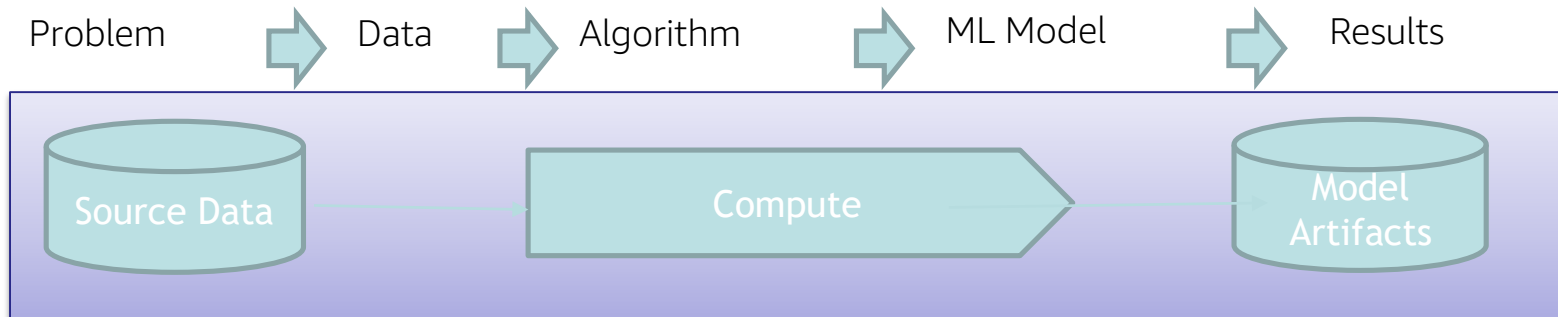 Problem
Data
Algorithm
ML Model
Results
Source Data
Compute
Model
Artifacts